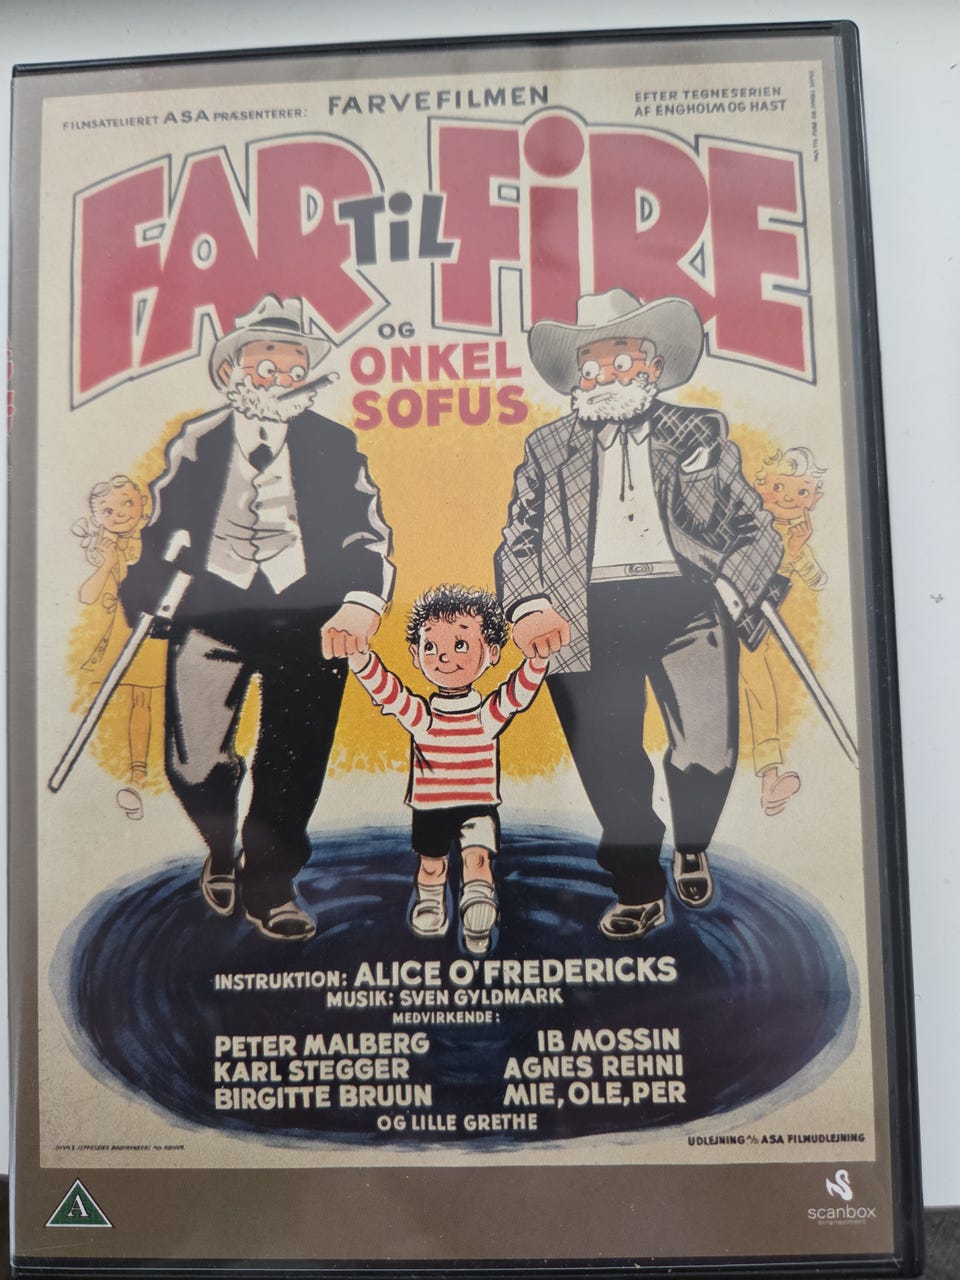 FILMSATELIERET ASA PRÆSENTERER:
FARVEFILMEN
EFTER TEGNESERIEN
AF ENGHOLM OG HAST
FAR TiL FiRE
OG
ONKEL
SOFUS
INSTRUKTION: ALICE O'FREDERICKS
MUSIK: SVEN GYLDMARK
MEDVIRKENDE:
PETER MALBERG
KARL STEGGER
BIRGITTE BRUUN
IB MOSSIN
AGNES REHNI
MIE, OLE, PER
OG LILLE GRETHE
UDLEJNING A/S ASA FILMUDLEJNING
A
scanbox
entertainment